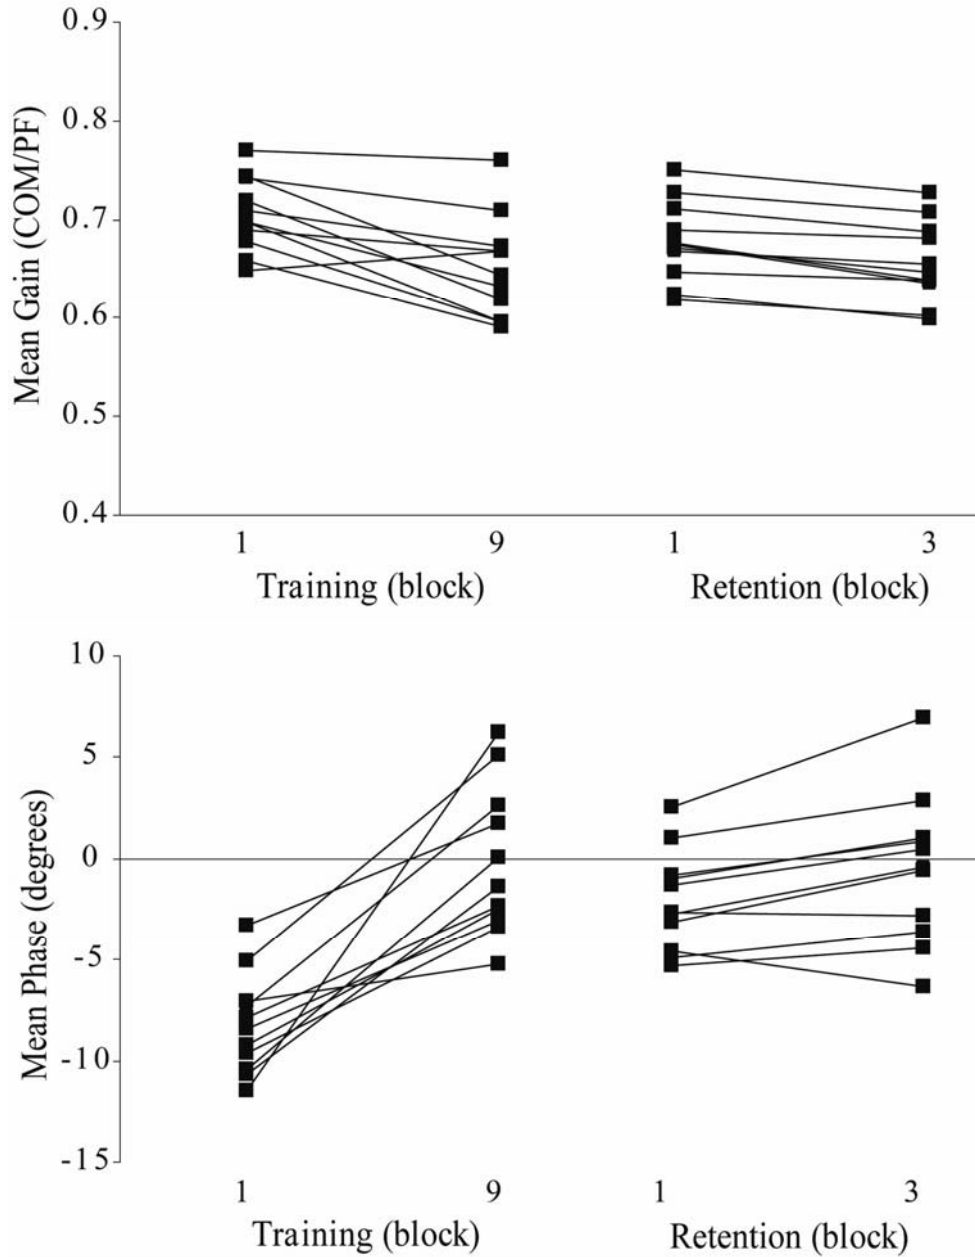 0.9
0.8
0.7
0.6
0.5
0.4
Mean Gain (COM/PF)
1 9 1 3
Training (block) Retention (block)
10
5
0
-5
-10
-15
Mean Phase (degrees)
1 9 1 3
Training (block) Retention (block)